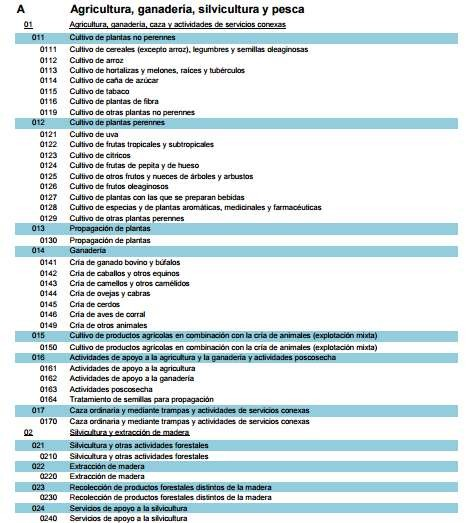 A Agricultura, ganadería, silvicultura y pesca
01 Agricultura, ganadería, caza y actividades de servicios conexas
011 Cultivo de plantas no perennes
0111 Cultivo de cereales (excepto arroz), legumbres y semillas oleaginosas
0112 Cultivo de arroz
0113 Cultivo de hortalizas y melones, raíces y tubérculos
0114 Cultivo de caña de azúcar
0115 Cultivo de tabaco
0116 Cultivo de plantas de fibra
0119 Cultivo de otras plantas no perennes
012 Cultivo de plantas perennes
0121 Cultivo de uva
0122 Cultivo de frutas tropicales y subtropicales
0123 Cultivo de cítricos
0124 Cultivo de frutas de pepita y de hueso
0125 Cultivo de otros frutos y nueces de árboles y arbustos
0126 Cultivo de frutos oleaginosos
0127 Cultivo de plantas con las que se preparan bebidas
0128 Cultivo de especias y de plantas aromáticas, medicinales y farmacéuticas
0129 Cultivo de otras plantas perennes
013 Propagación de plantas
0130 Propagación de plantas
014 Ganadería
0141 Cría de ganado bovino y búfalos
0142 Cría de caballos y otros equinos
0143 Cría de camellos y otros camélidos
0144 Cría de ovejas y cabras
0145 Cría de cerdos
0146 Cría de aves de corral
0149 Cría de otros animales
015 Cultivo de productos agrícolas en combinación con la cría de animales (explotación mixta)
0150 Cultivo de productos agrícolas en combinación con la cría de animales (explotación mixta)
016 Actividades de apoyo a la agricultura y la ganadería y actividades poscosecha
0161 Actividades de apoyo a la agricultura
0162 Actividades de apoyo a la ganadería
0163 Actividades poscosecha
0164 Tratamiento de semillas para propagación
017 Caza ordinaria y mediante trampas y actividades de servicios conexas
0170 Caza ordinaria y mediante trampas y actividades de servicios conexas
02 Silvicultura y extracción de madera
021 Silvicultura y otras actividades forestales
0210 Silvicultura y otras actividades forestales
022 Extracción de madera
0220 Extracción de madera
023 Recolección de productos forestales distintos de la madera
0230 Recolección de productos forestales distintos de la madera
024 Servicios de apoyo a la silvicultura
0240 Servicios de apoyo a la silvicultura